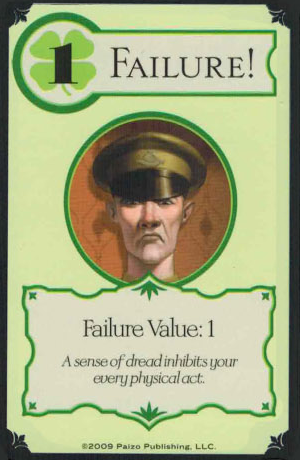 1 FAILURE!
Failure Value: 1
A sense of dread inhibits your
every physical act.
©2009 Paizo Publishing, LLC.